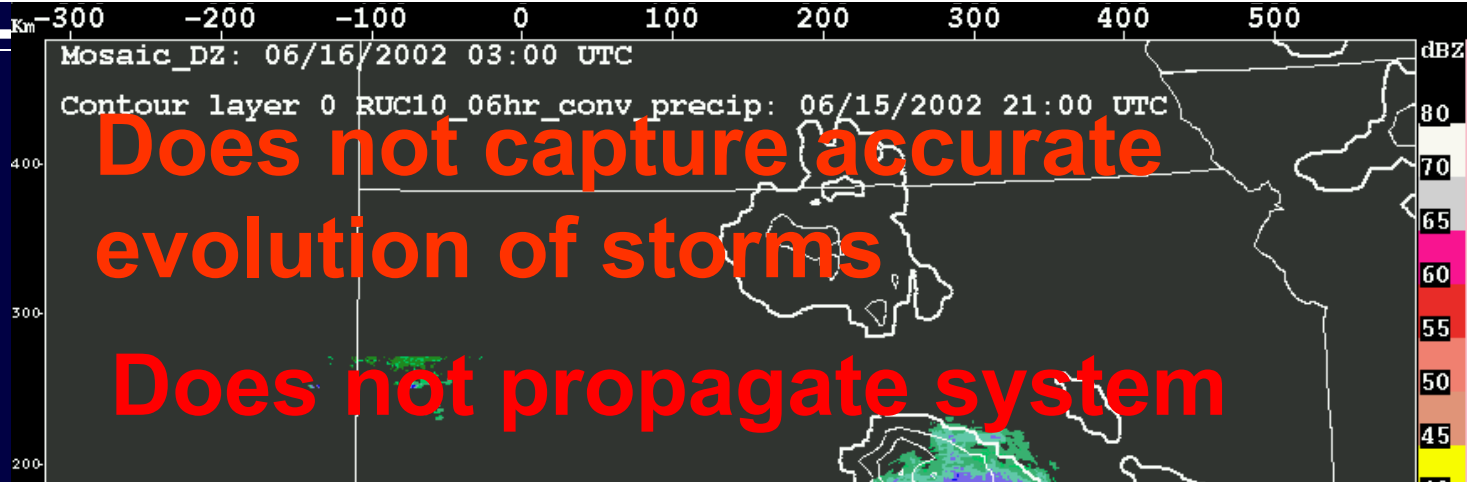 Km -300 -200 -100 0 100 200 300 400 500
Mosaic_DZ: 06/16/2002 03:00 UTC
dBZ
Contour layer 0 RUC10_06hr_conv_precip: 06/15/2002 21:00 UTC
80
Does not capture accurate
400
70
65
evolution of storms
60
300
55
Does not propagate system
50
45
200